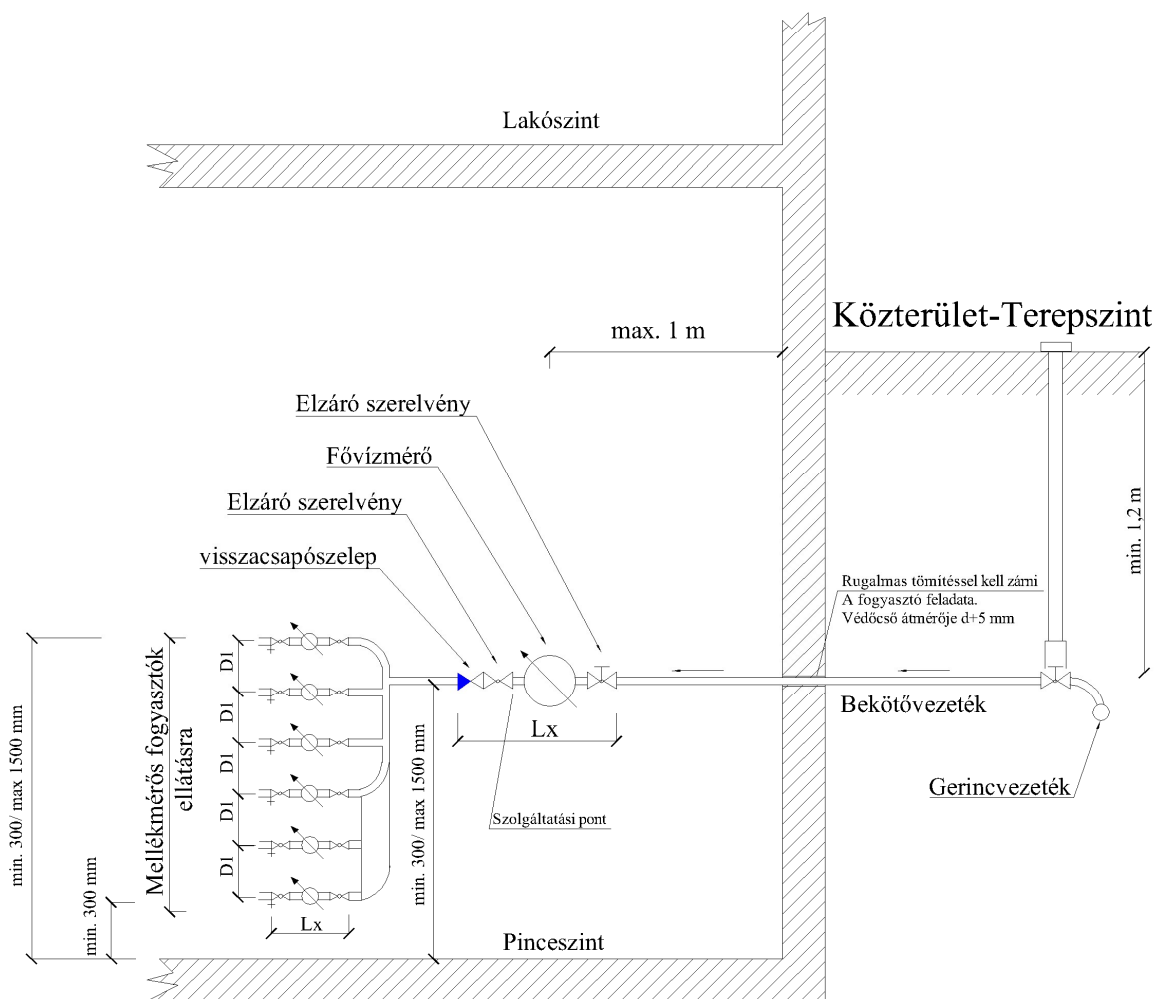 Lakószint
Közterület-Terepszint
max. 1 m
Elzáró szerelvény
Fővízmérő
Elzáró szerelvény
visszacsapószelep
min. 1,2 m
Rugalmas tömítéssel kell zárni
A fogyasztó feladata.
Védőcső átmérője d+5 mm
Bekötővezeték
Gerincvezeték
Lx
Szolgáltatási pont
min. 300/ max 1500 mm
min. 300 mm
Mellékmérős fogyasztók
ellátásra
D1
D1
D1
D1
D1
min. 300/ max 1500 mm
Lx
Pinceszint